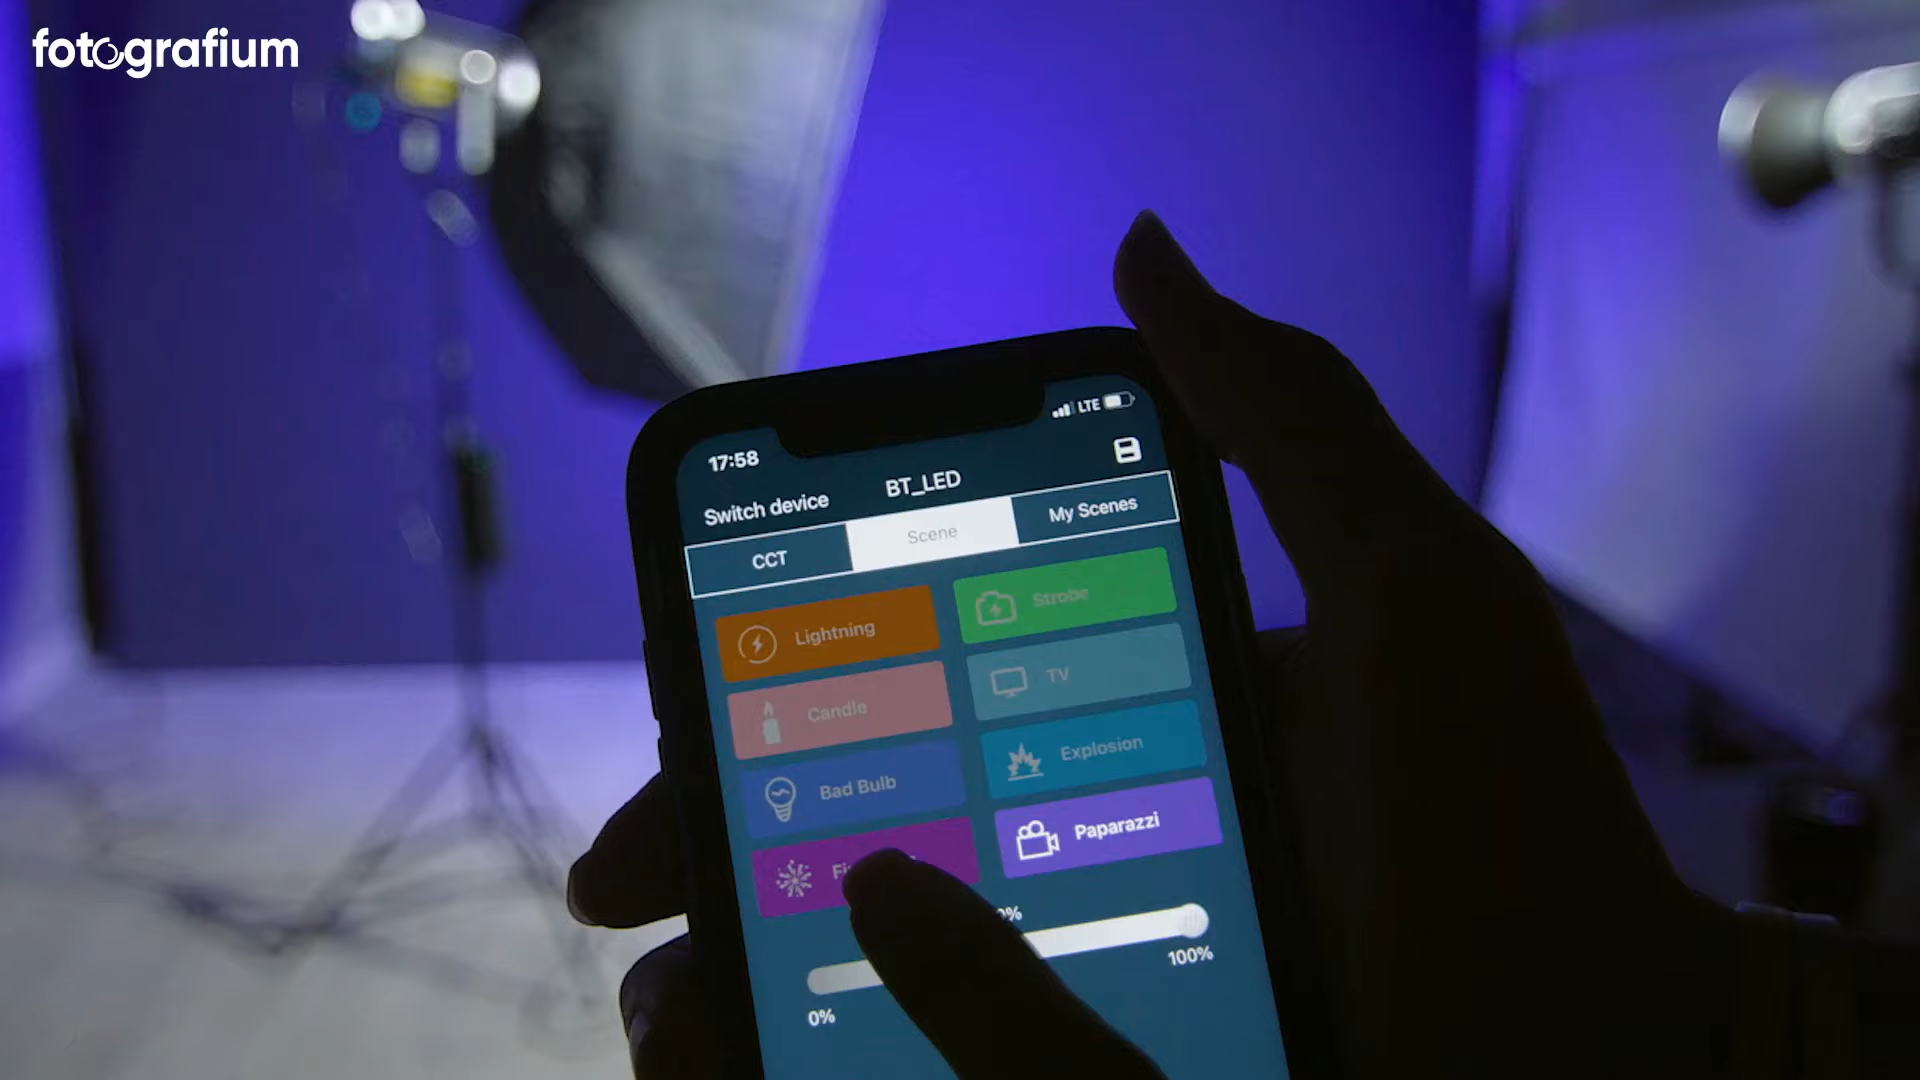 fotografium
LTE
17:58
Switch device
BT_LED
CCT
Scene
My Scenes
Lightning
Strobe
Candle
TV
Bad Bulb
Explosion
Paparazzi
0%
100%